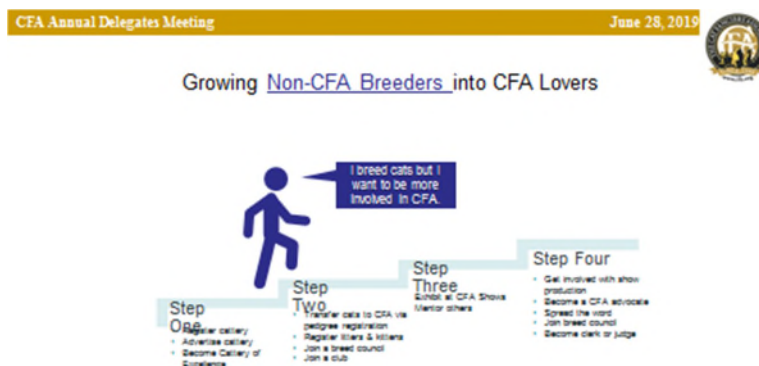 CFA Annual Delegates Meeting
June 28, 2019
CFA
Growing Non-CFA Breeders into CFA Lovers
I breed cats but I
want to be more
involved in CFA.
Step
One
Register cattery
Advertise cattery
Become Cattery of
Excellence
Step
Two
Transfer cats to CFA via
pedigree registration
Register litters & kittens
Join a breed council
Join a club
Step
Three
Exhibit at CFA Shows
Mentor others
Step Four
Get involved with show
production
Become a CFA advocate
Spread the word
Join breed council
Become clerk or judge